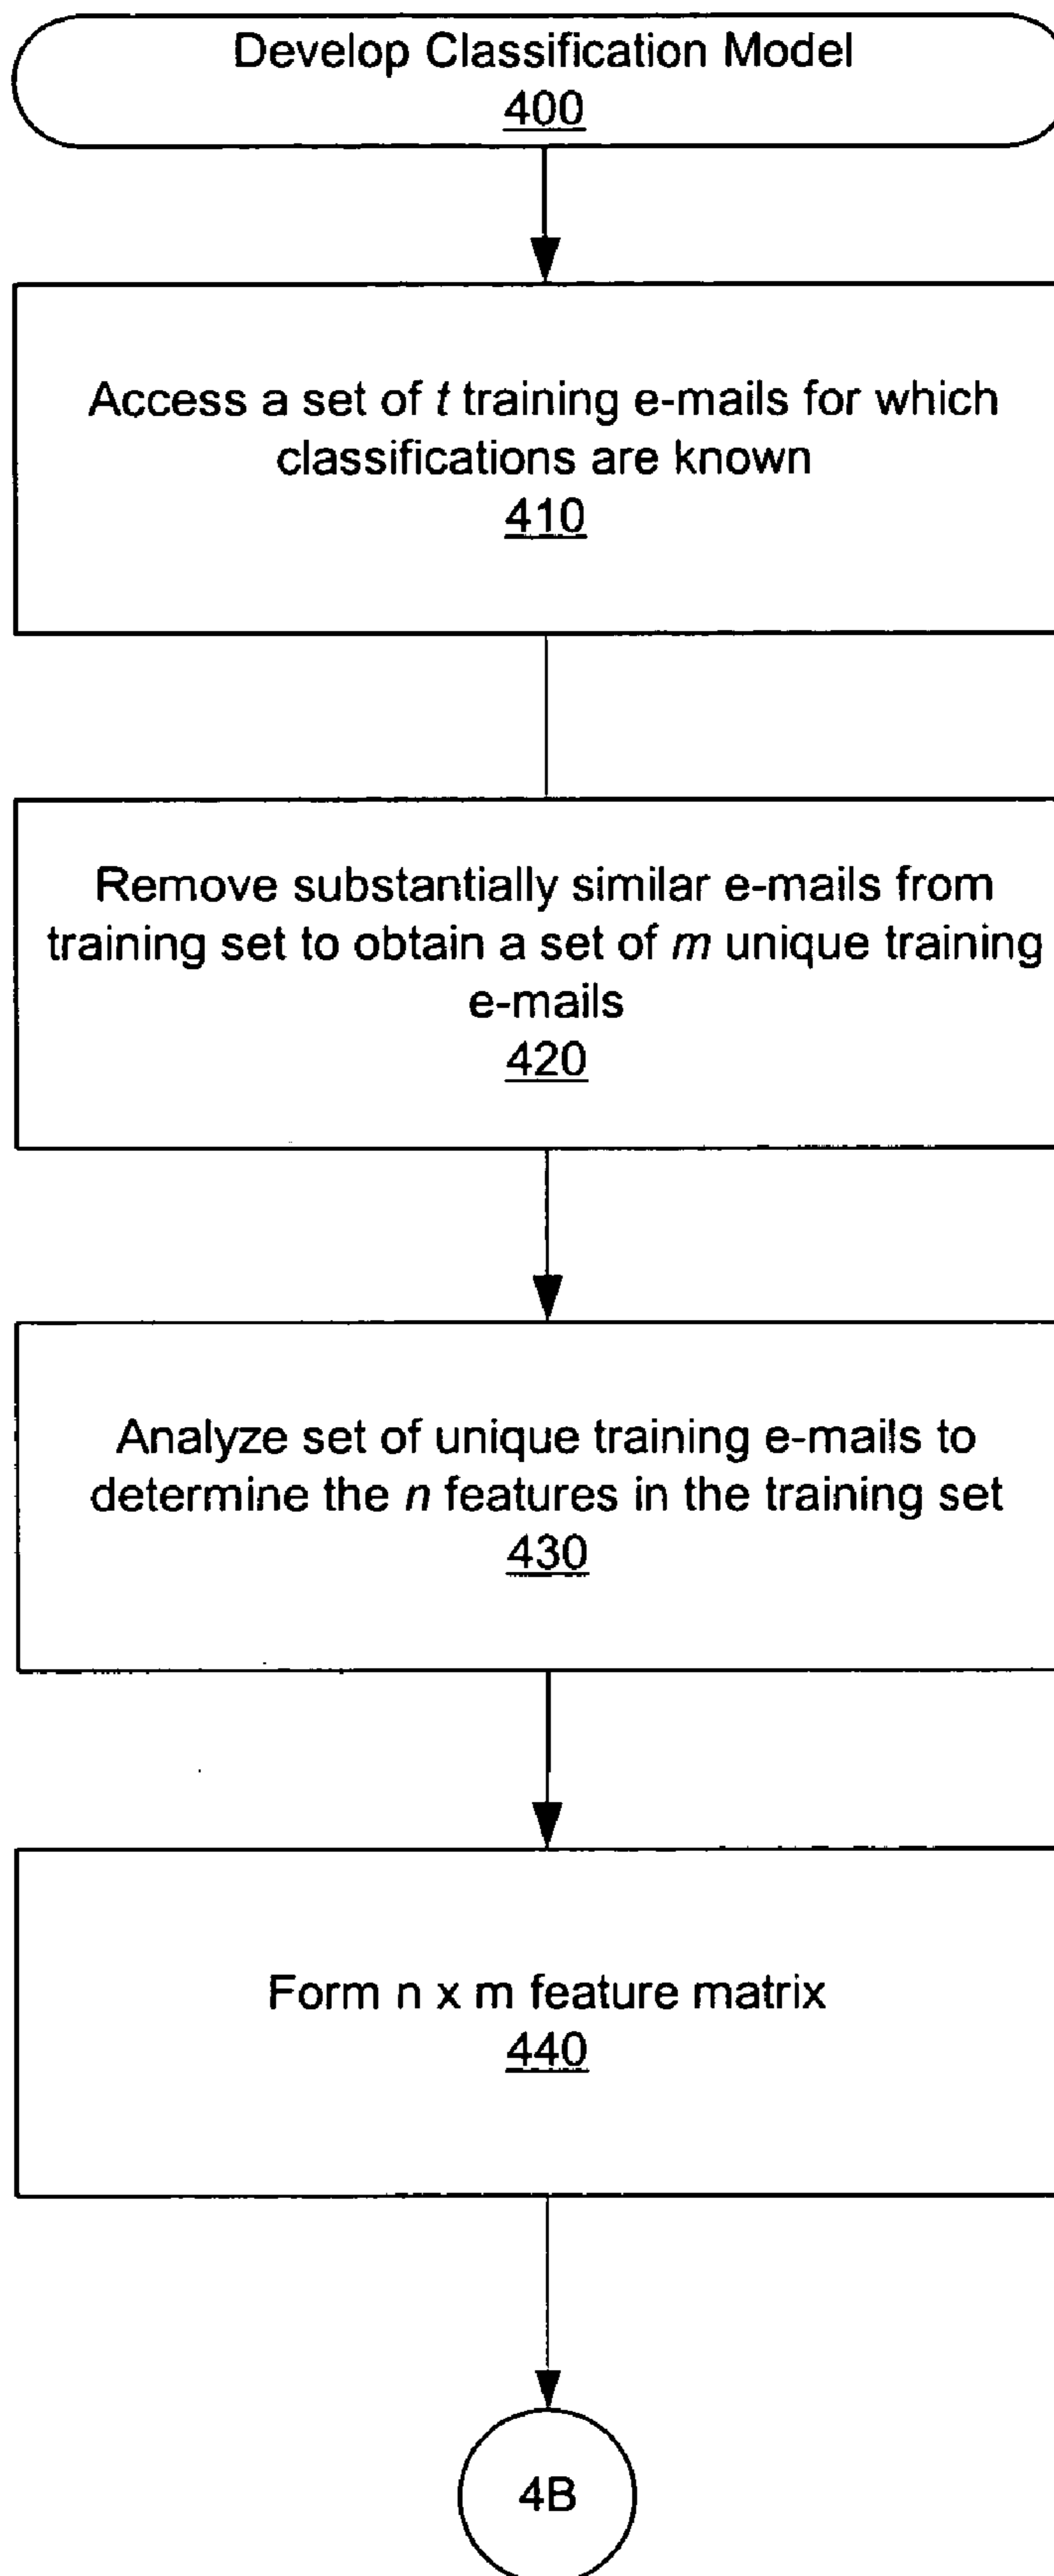 Develop Classification Model
400
Access a set of t training e-mails for which
classifications are known
410
Remove substantially similar e-mails from
training set to obtain a set of m unique training
e-mails
420
Analyze set of unique training e-mails to
determine the n features in the training set
430
Form n x m feature matrix
440
4B